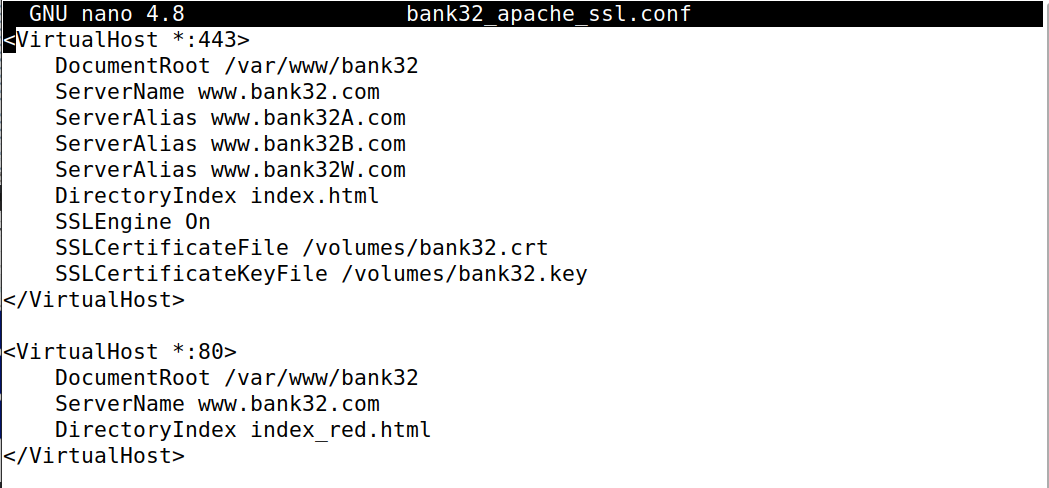 GNU nano 4.8 bank32_apache_ssl.conf
<VirtualHost *:443>
DocumentRoot /var/www/bank32
ServerName www.bank32.com
ServerAlias www.bank32A.com
ServerAlias www.bank32B.com
ServerAlias www.bank32W.com
DirectoryIndex index.html
SSLEngine On
SSLCertificateFile /volumes/bank32.crt
SSLCertificateKeyFile /volumes/bank32.key
</VirtualHost>
<VirtualHost *:80>
DocumentRoot /var/www/bank32
ServerName www.bank32.com
DirectoryIndex index_red.html
</VirtualHost>